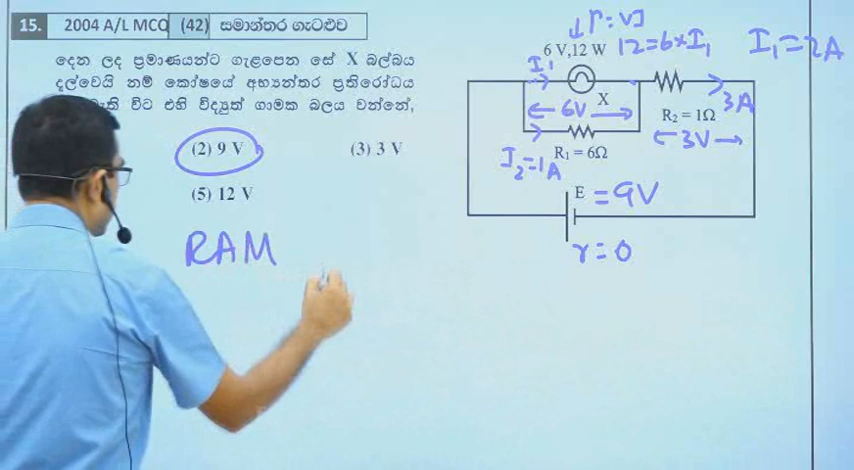 15. 2004 A/L MCQ (42) සමාන්තර ගැටළුව
දෙන ලද ප්‍රමාණයන්ට ගැළපෙන සේ X බල්බය
දැල්වෙයි නම් කෝෂයේ අභ්‍යන්තර ප්‍රතිරෝධය
විට එහි විද්‍යුත් ගාමක බලය වන්නේ,
(2) 9 V (3) 3 V
(5) 12 V
RAM
↓P=VI
6 V,12 W 12=6×I₁ I₁=2A
I₁
X
6V
3A
R₂ = 1Ω
3V
R₁ = 6Ω
I₂=1A
E =9V
r=0